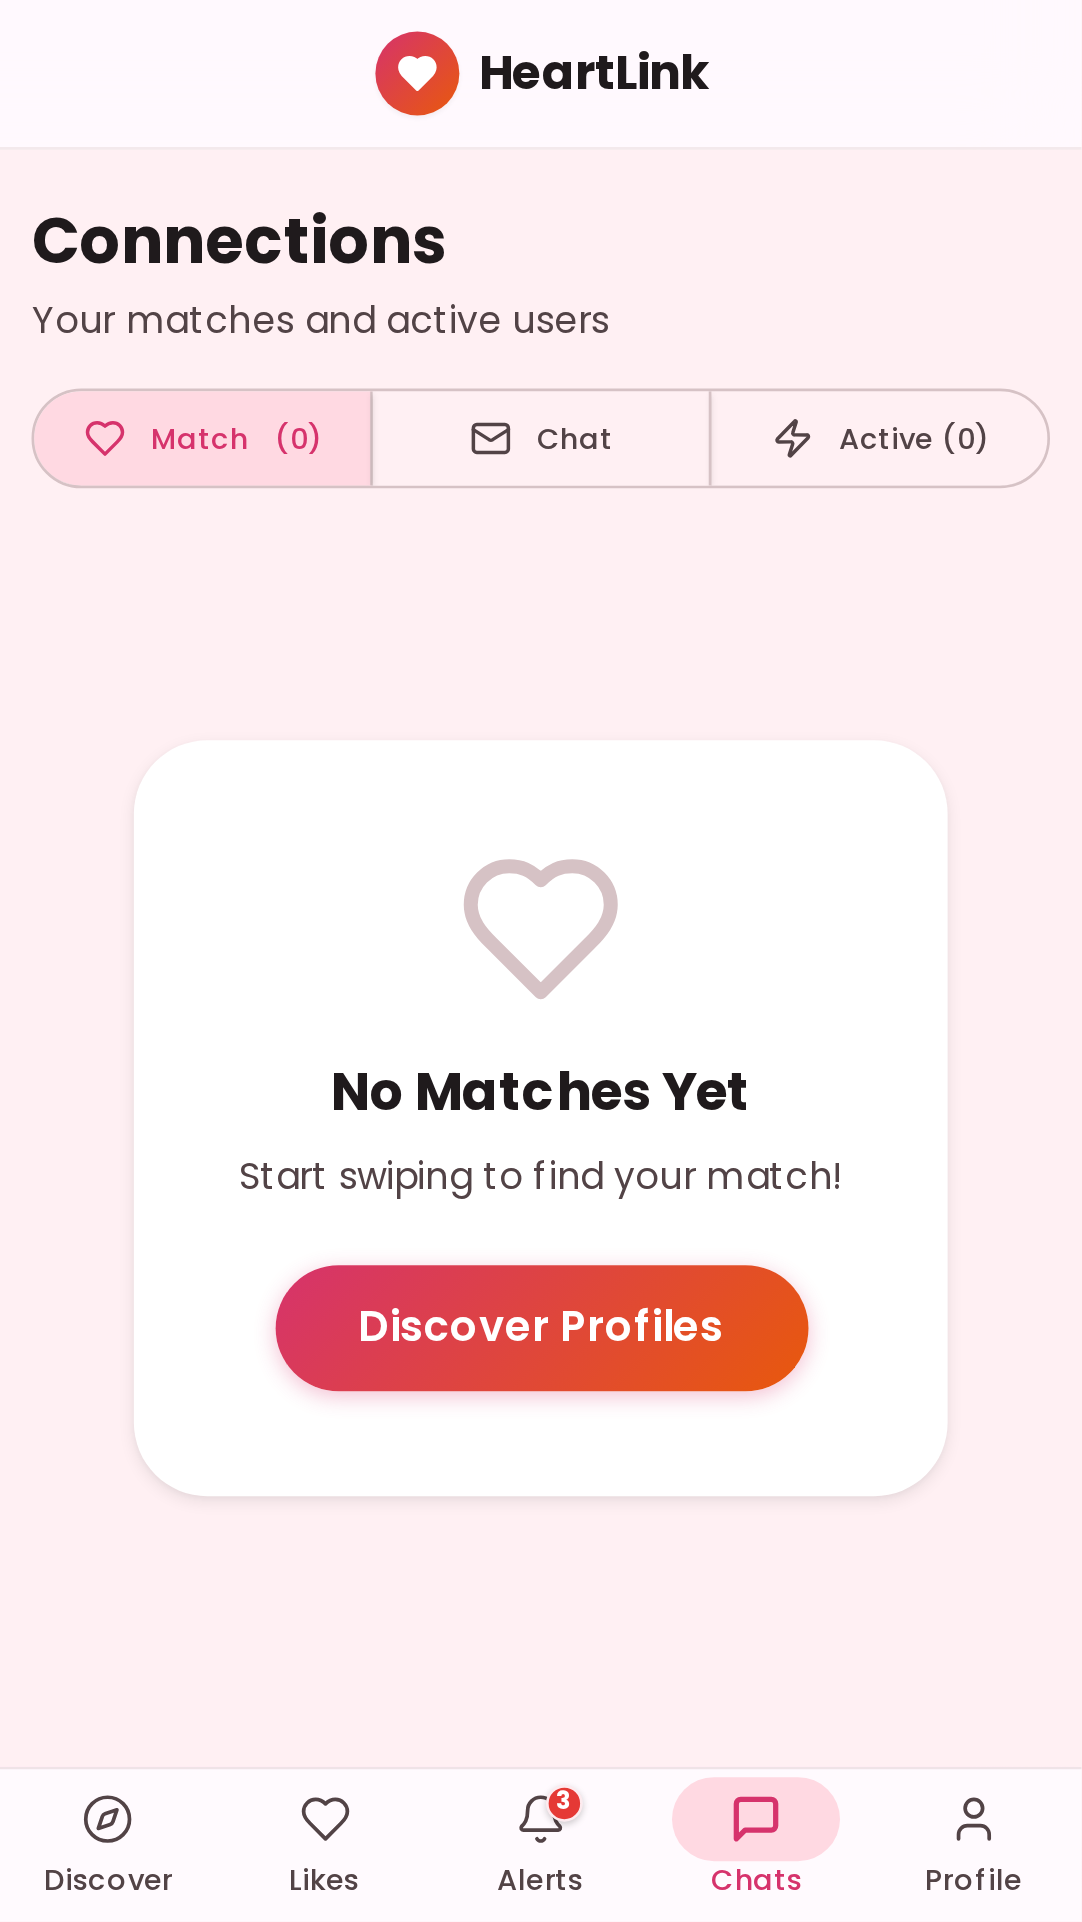 HeartLink
Connections
Your matches and active users
Match (0)
Chat
Active (0)
No Matches Yet
Start swiping to find your match!
Discover Profiles
3
Discover
Likes
Alerts
Chats
Profile